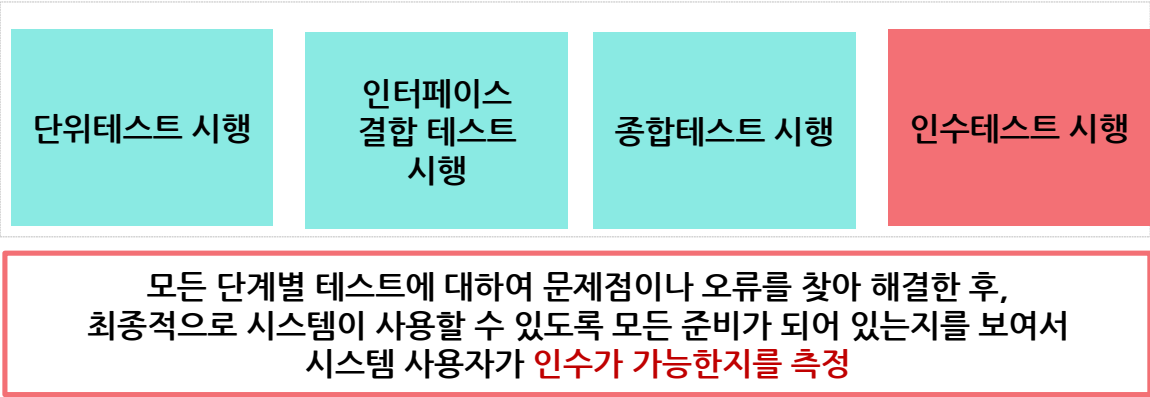 단위테스트 시행
인터페이스
결합 테스트
시행
종합테스트 시행
인수테스트 시행
모든 단계별 테스트에 대하여 문제점이나 오류를 찾아 해결한 후,
최종적으로 시스템이 사용할 수 있도록 모든 준비가 되어 있는지를 보여서
시스템 사용자가 인수가 가능한지를 측정